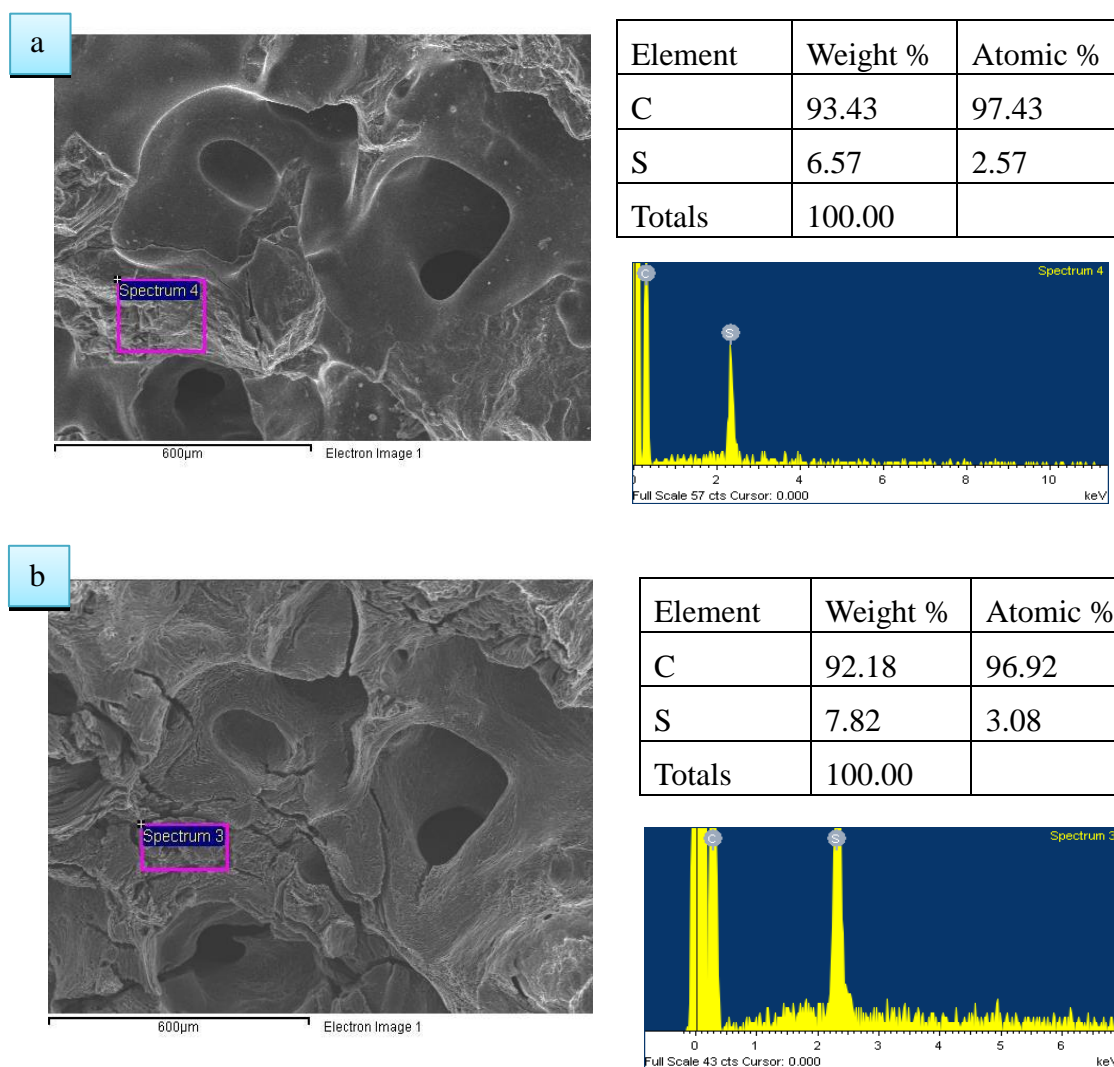 a
Element Weight % Atomic %
C 93.43 97.43
S 6.57 2.57
Totals 100.00
Spectrum 4
600µm Electron Image 1
Spectrum 4
C
S
0 2 4 6 8 10
Full Scale 57 cts Cursor: 0.000 keV
b
Element Weight % Atomic %
C 92.18 96.92
S 7.82 3.08
Totals 100.00
Spectrum 3
600µm Electron Image 1
Spectrum 3
C S
0 1 2 3 4 5 6
Full Scale 43 cts Cursor: 0.000 keV